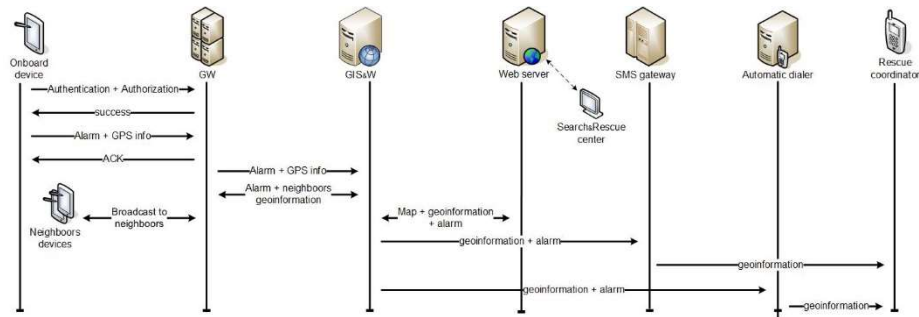 Onboard
device
GW
GIS&W
Web server
SMS gateway
Automatic dialer
Rescue
coordinator
Authentication + Authorization
success
Search&Rescue
center
Alarm + GPS info
ACK
Alarm + GPS info
Alarm + neighbors
geoinformation
Broadcast to
neighbors
Neighbors
devices
Map + geoinformation
+ alarm
geoinformation + alarm
geoinformation
geoinformation + alarm
geoinformation